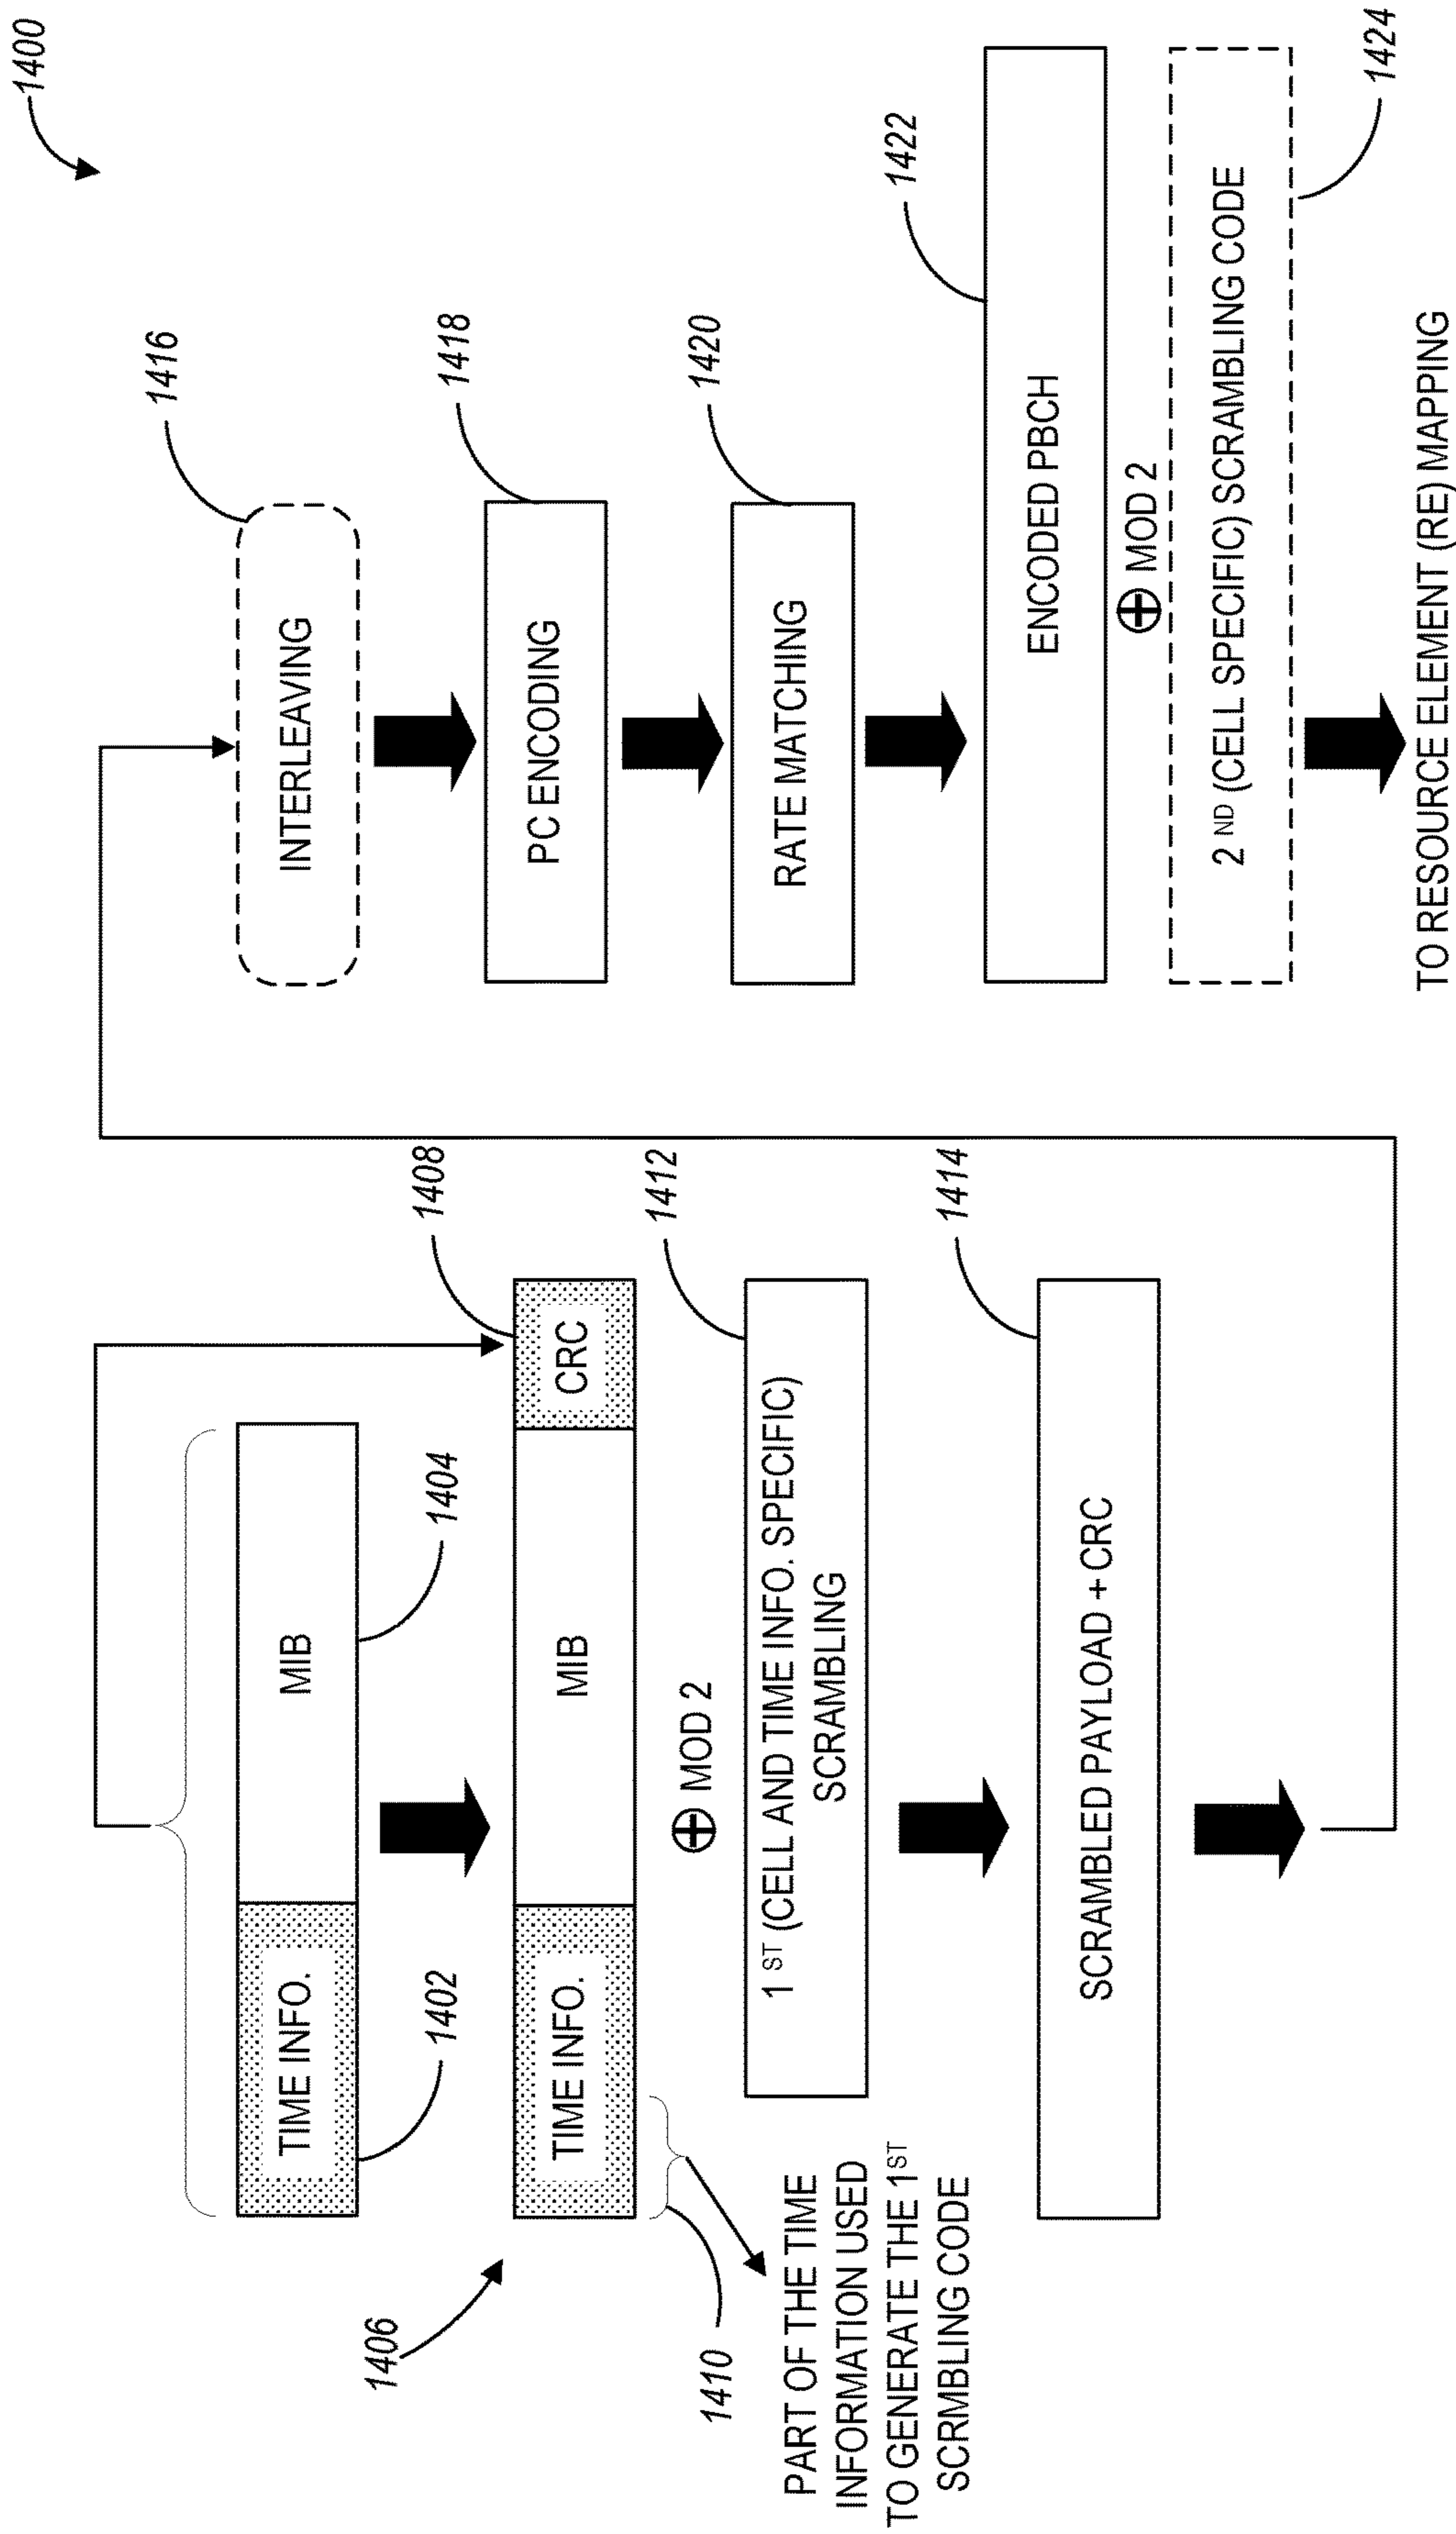 1400
TIME INFO.
MIB
1402
1404
1406
1408
TIME INFO.
MIB
CRC
1410
⊕ MOD 2
PART OF THE TIME
INFORMATION USED
TO GENERATE THE 1ST
SCRMBLING CODE
1412
1 ST (CELL AND TIME INFO. SPECIFIC)
SCRAMBLING
1414
SCRAMBLED PAYLOAD + CRC
1416
INTERLEAVING
1418
PC ENCODING
1420
RATE MATCHING
1422
ENCODED PBCH
⊕ MOD 2
2 ND (CELL SPECIFIC) SCRAMBLING CODE
1424
TO RESOURCE ELEMENT (RE) MAPPING